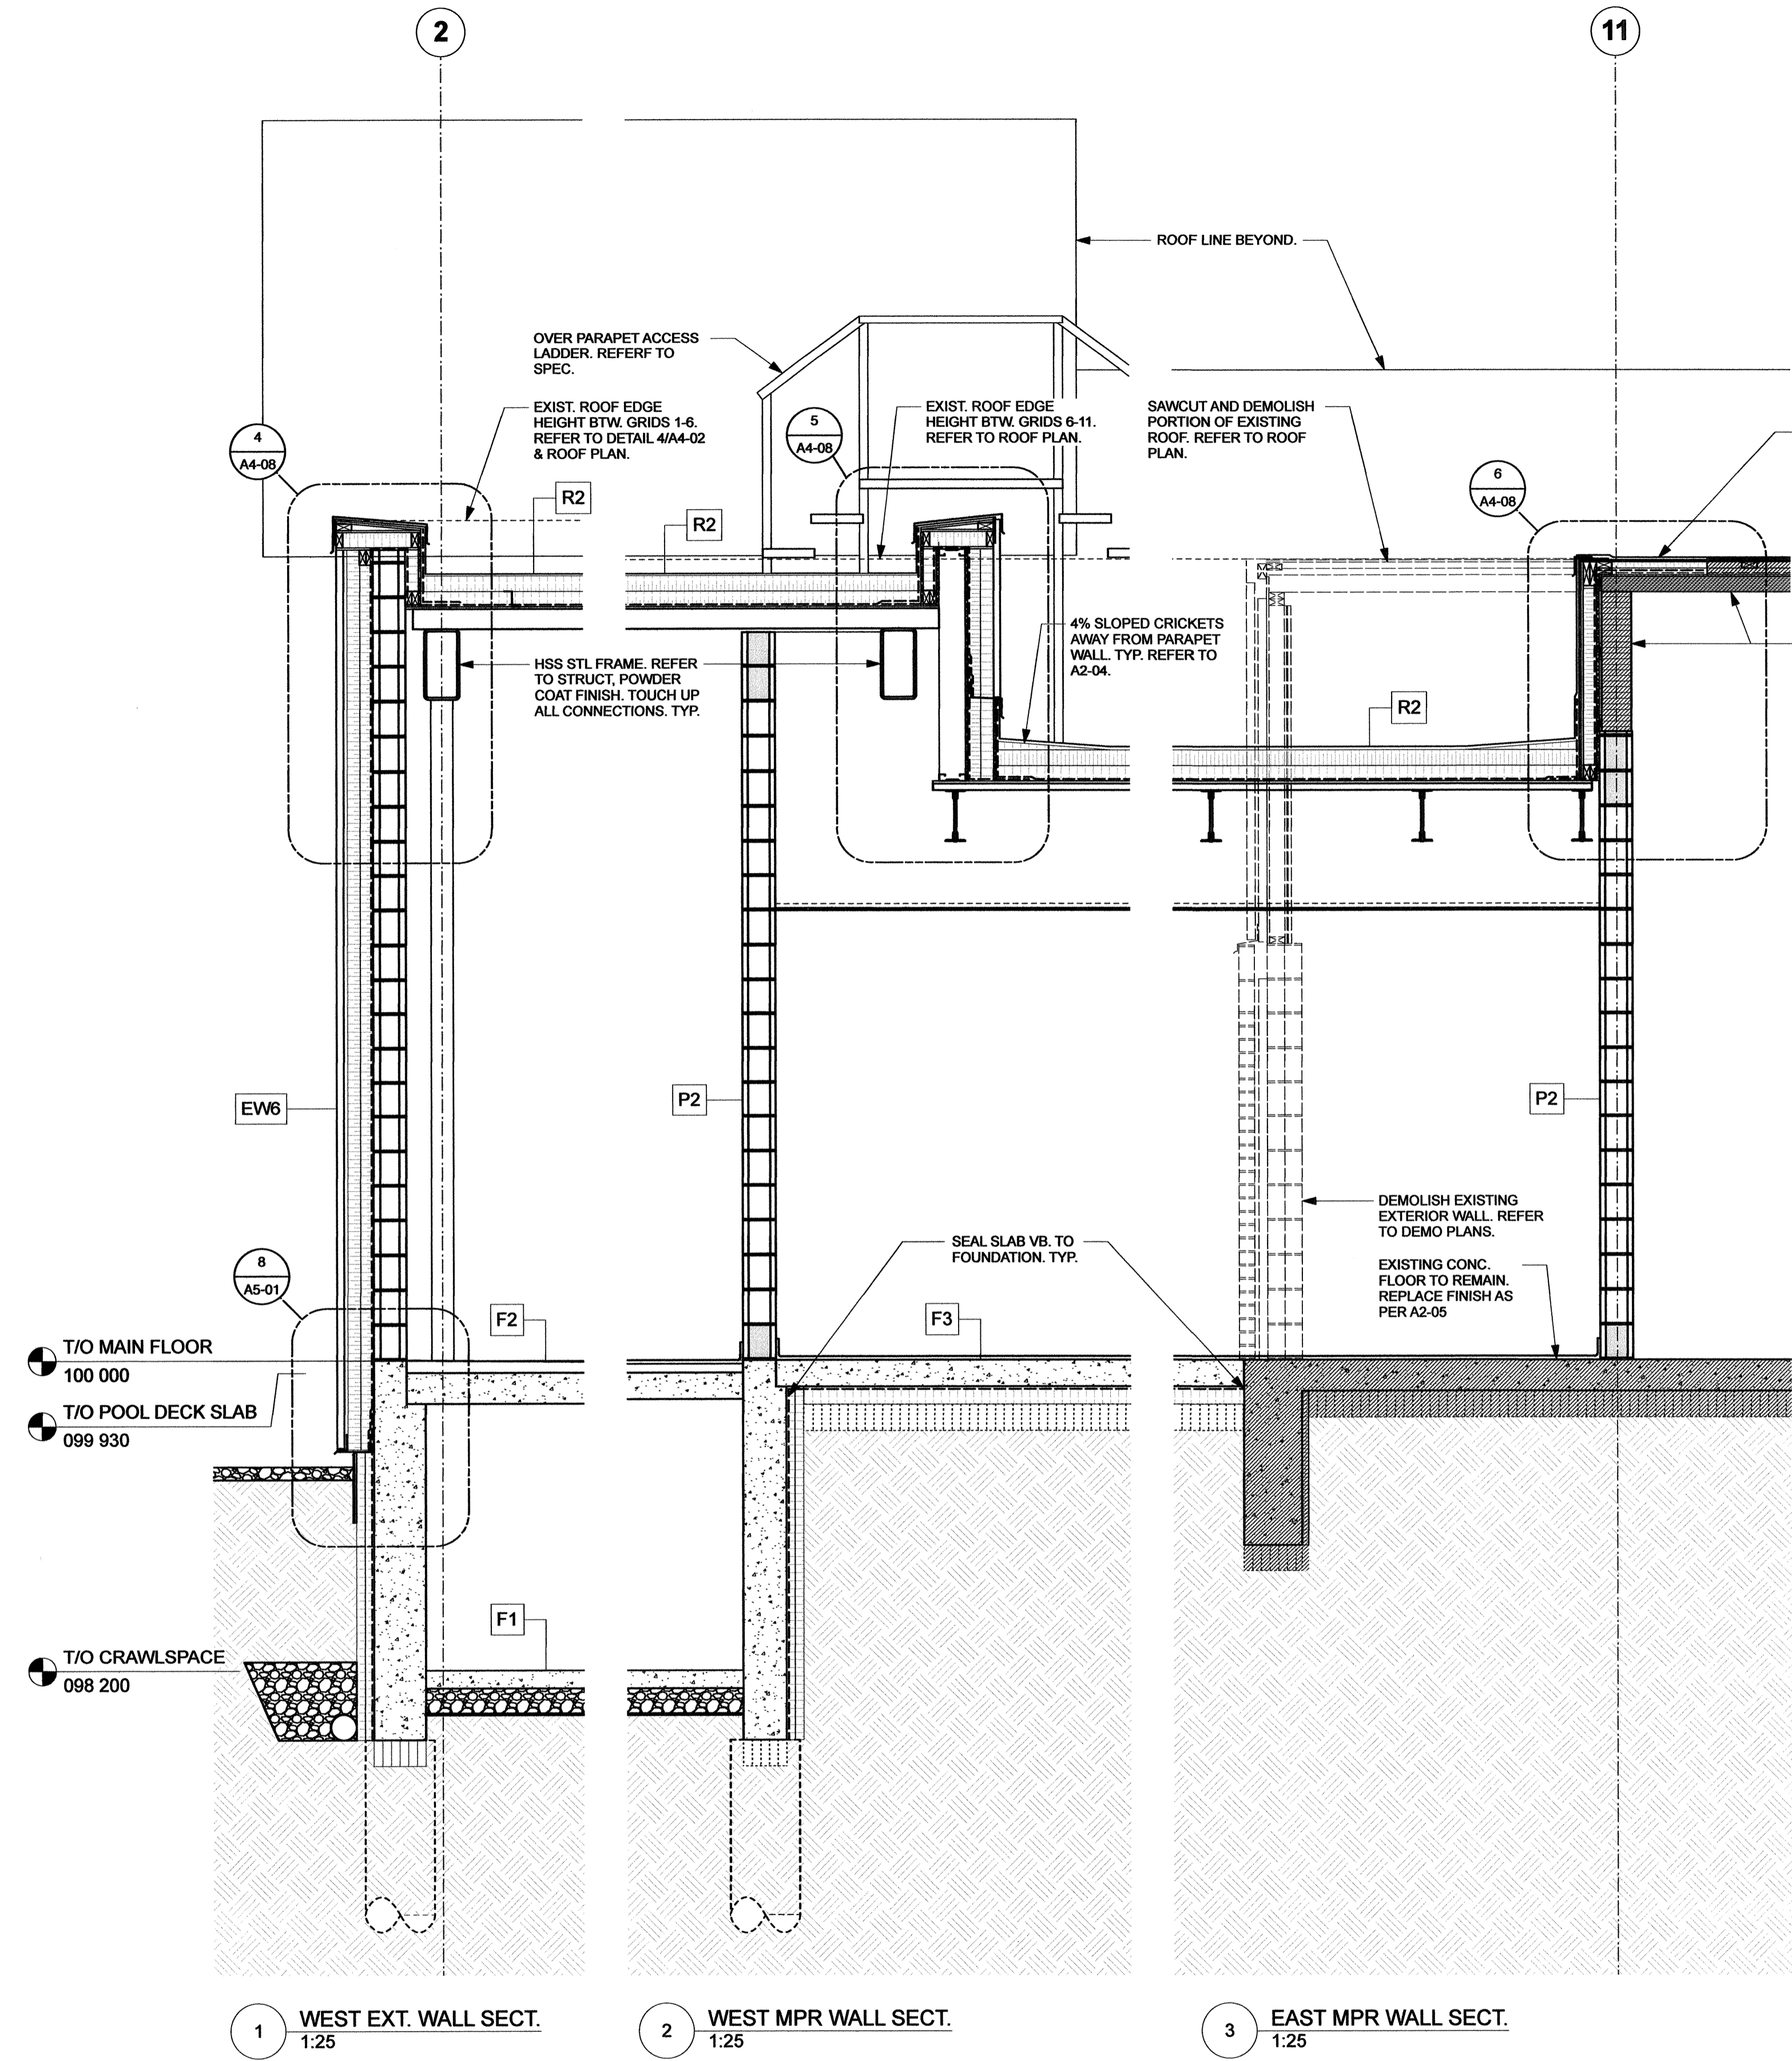 2
11
ROOF LINE BEYOND.
OVER PARAPET ACCESS
LADDER. REFERF TO
SPEC.
EXIST. ROOF EDGE
HEIGHT BTW. GRIDS 1-6.
REFER TO DETAIL 4/A4-02
& ROOF PLAN.
5
A4-08
EXIST. ROOF EDGE
HEIGHT BTW. GRIDS 6-11.
REFER TO ROOF PLAN.
SAWCUT AND DEMOLISH
PORTION OF EXISTING
ROOF. REFER TO ROOF
PLAN.
4
A4-08
6
A4-08
R2
R2
4% SLOPED CRICKETS
AWAY FROM PARAPET
WALL. TYP. REFER TO
A2-04.
HSS STL FRAME. REFER
TO STRUCT, POWDER
COAT FINISH. TOUCH UP
ALL CONNECTIONS. TYP.
R2
EW6
P2
P2
DEMOLISH EXISTING
EXTERIOR WALL. REFER
TO DEMO PLANS.
SEAL SLAB VB. TO
FOUNDATION. TYP.
EXISTING CONC.
FLOOR TO REMAIN.
REPLACE FINISH AS
PER A2-05
8
A5-01
F2
F3
T/O MAIN FLOOR
100 000
T/O POOL DECK SLAB
099 930
F1
T/O CRAWLSPACE
098 200
1
WEST EXT. WALL SECT.
1:25
2
WEST MPR WALL SECT.
1:25
3
EAST MPR WALL SECT.
1:25